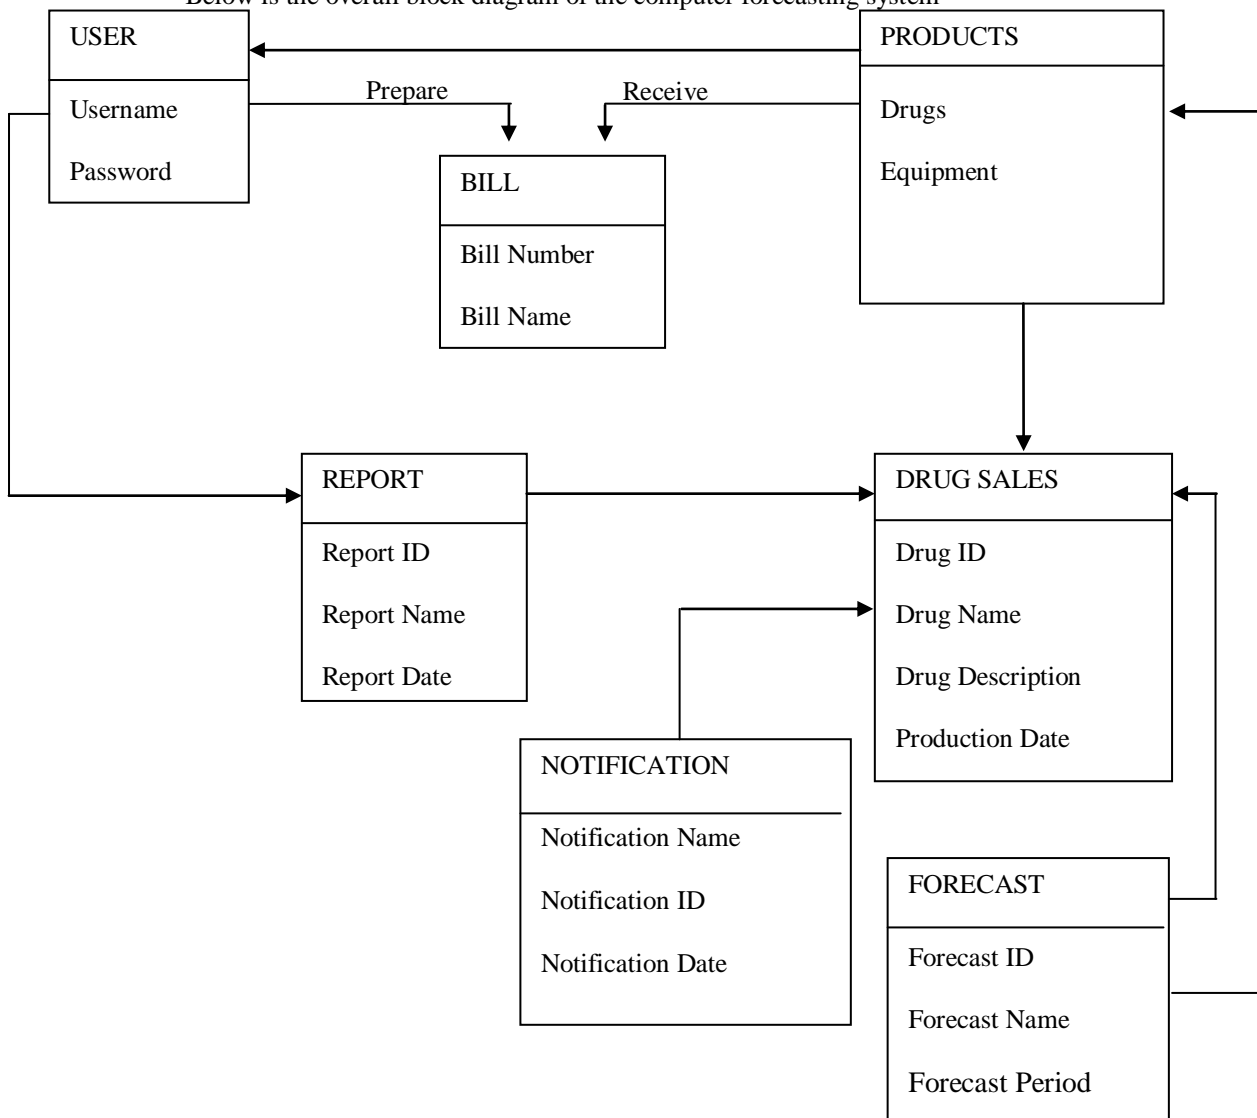 Below is the overall block diagram of the computer forecasting system
USER
Username
Password
Prepare
Receive
PRODUCTS
Drugs
Equipment
BILL
Bill Number
Bill Name
REPORT
Report ID
Report Name
Report Date
DRUG SALES
Drug ID
Drug Name
Drug Description
Production Date
NOTIFICATION
Notification Name
Notification ID
Notification Date
FORECAST
Forecast ID
Forecast Name
Forecast Period